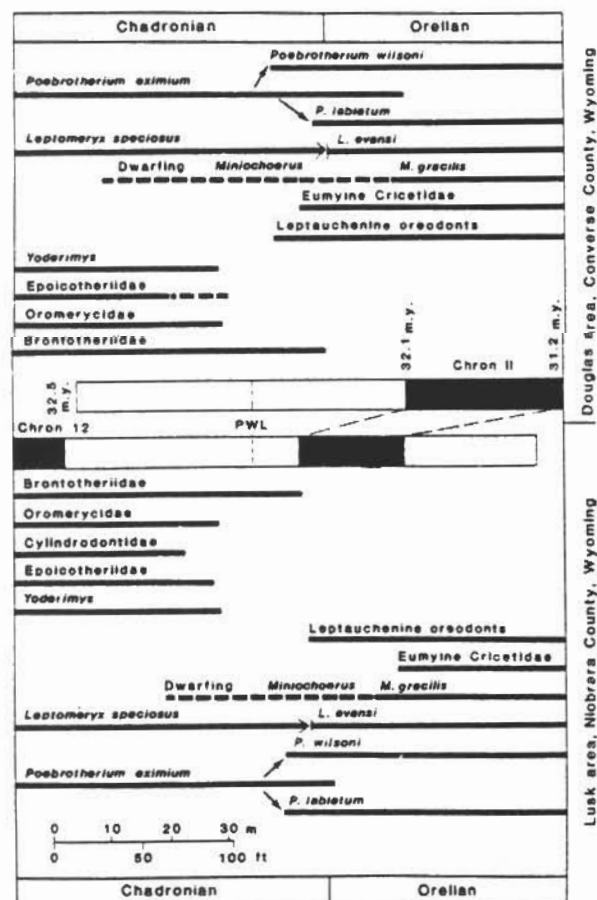 Chadronian Orellan
Poebrotherium wilsoni
Poebrotherium eximium
P. labiatum
Leptomeryx speciosus L. evansi
Dwarfing Miniochoerus M. gracilis
Eumyine Cricetidae
Leptauchenine oreodonts
Yoderimys
Epoicotheriidae
Oromerycidae
Brontotheriidae
32.5 m.y.
32.1 m.y.
31.2 m.y.
Chron II
Chron 12
PWL
Brontotheriidae
Oromerycidae
Cylindrodontidae
Epoicotheriidae
Yoderimys
Leptauchenine oreodonts
Eumyine Cricetidae
Dwarfing Miniochoerus M. gracilis
Leptomeryx speciosus L. evansi
P. wilsoni
Poebrotherium eximium
P. labiatum
0 10 20 30 m
0 50 100 ft
Chadronian Orellan
Douglas area, Converse County, Wyoming
Lusk area, Niobrara County, Wyoming